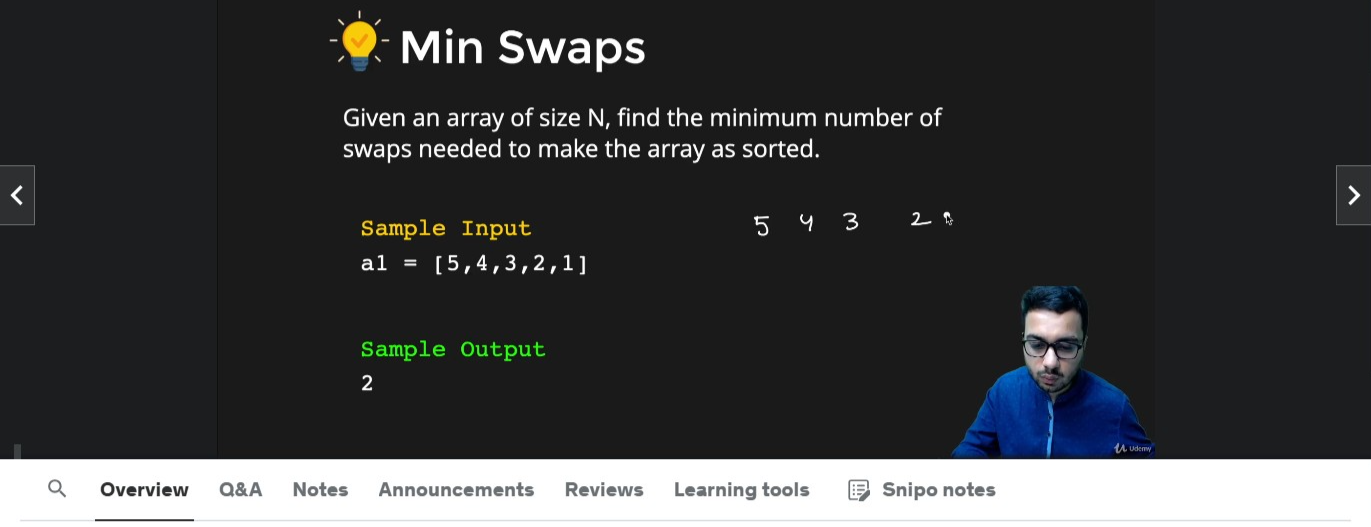 Min Swaps
Given an array of size N, find the minimum number of
swaps needed to make the array as sorted.
Sample Input
5 4 3 2
a1 = [5,4,3,2,1]
Sample Output
2
Udemy
Overview Q&A Notes Announcements Reviews Learning tools Snipo notes